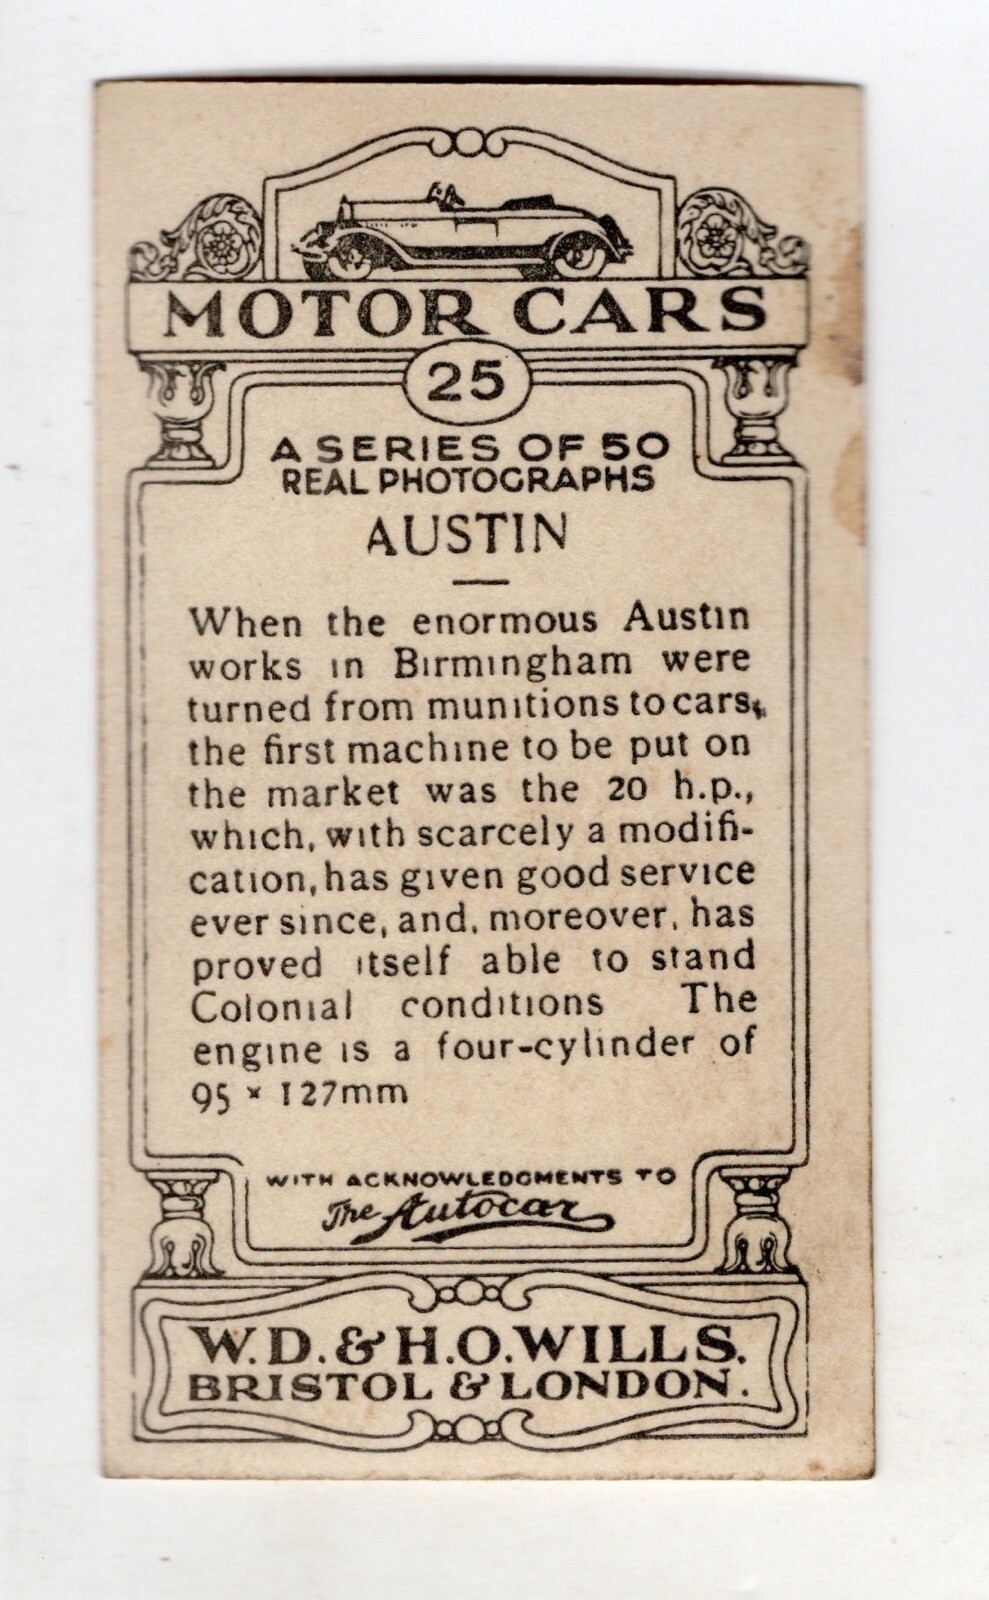 MOTOR CARS
25
A SERIES OF 50
REAL PHOTOGRAPHS
AUSTIN
When the enormous Austin
works in Birmingham were
turned from munitions to cars,
the first machine to be put on
the market was the 20 h.p.,
which, with scarcely a modifi-
cation, has given good service
ever since, and, moreover, has
proved itself able to stand
Colonial conditions The
engine is a four-cylinder of
95 × 127mm
WITH ACKNOWLEDGMENTS TO
The Autocar
W.D. & H.O. WILLS.
BRISTOL & LONDON.